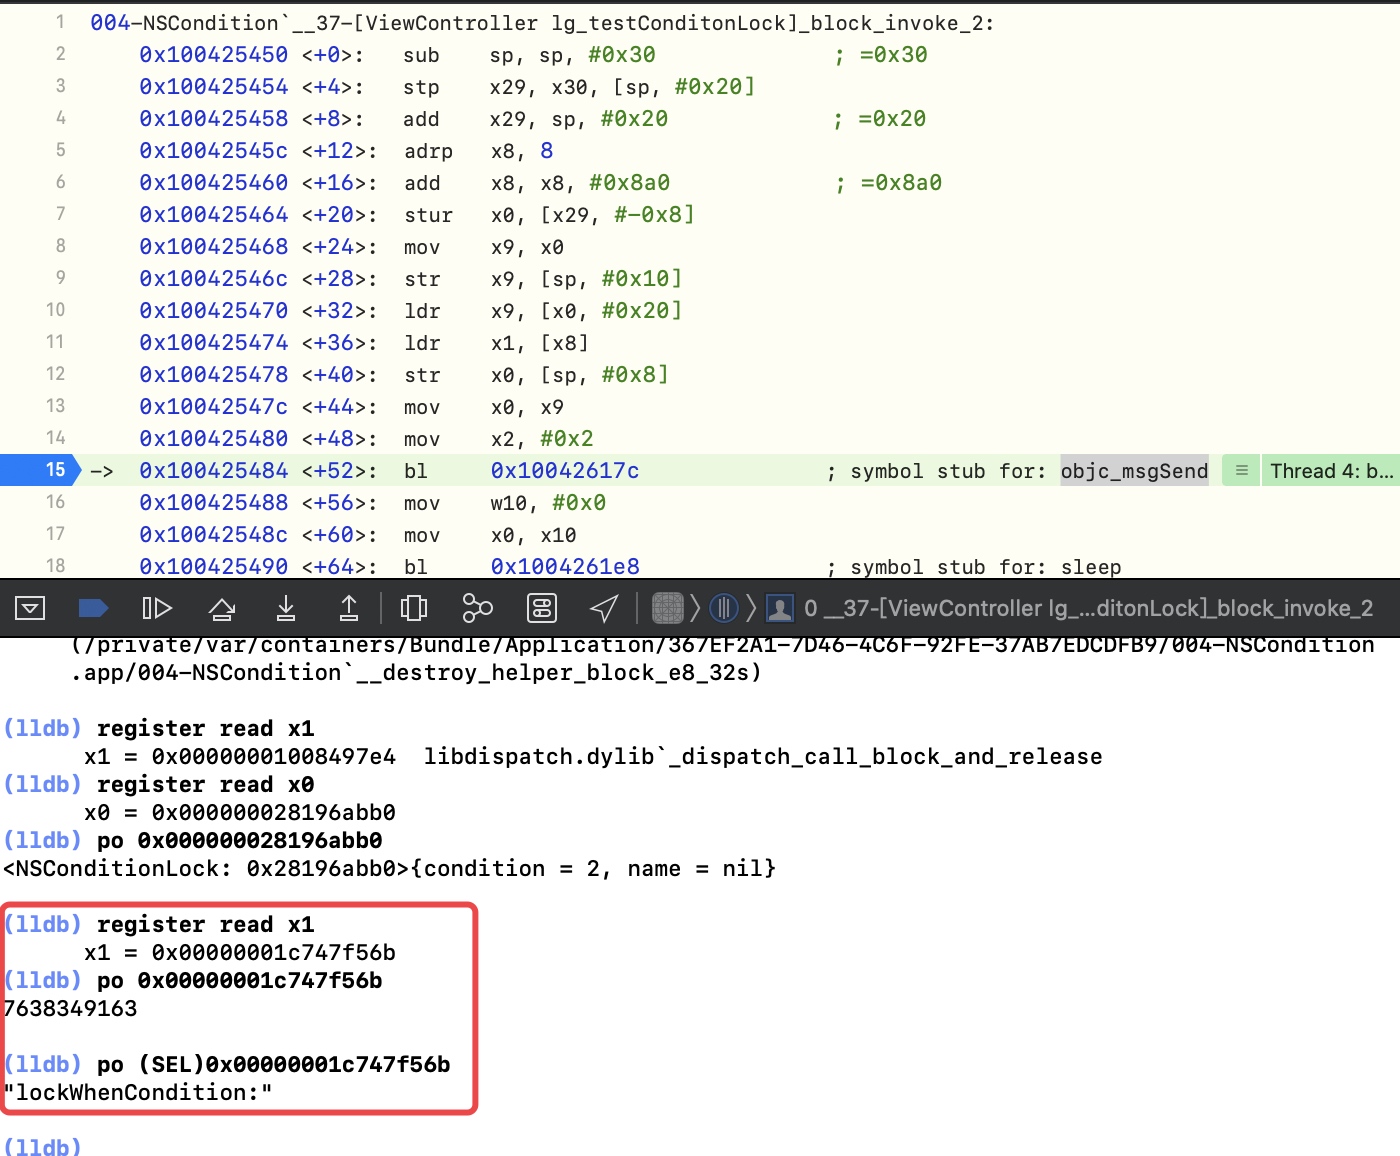 1 004-NSCondition`__37-[ViewController lg_testConditonLock]_block_invoke_2:
2 0x100425450 <+0>: sub sp, sp, #0x30 ; =0x30
3 0x100425454 <+4>: stp x29, x30, [sp, #0x20]
4 0x100425458 <+8>: add x29, sp, #0x20 ; =0x20
5 0x10042545c <+12>: adrp x8, 8
6 0x100425460 <+16>: add x8, x8, #0x8a0 ; =0x8a0
7 0x100425464 <+20>: stur x0, [x29, #-0x8]
8 0x100425468 <+24>: mov x9, x0
9 0x10042546c <+28>: str x9, [sp, #0x10]
10 0x100425470 <+32>: ldr x9, [x0, #0x20]
11 0x100425474 <+36>: ldr x1, [x8]
12 0x100425478 <+40>: str x0, [sp, #0x8]
13 0x10042547c <+44>: mov x0, x9
14 0x100425480 <+48>: mov x2, #0x2
15 -> 0x100425484 <+52>: bl 0x10042617c ; symbol stub for: objc_msgSend Thread 4: b...
16 0x100425488 <+56>: mov w10, #0x0
17 0x10042548c <+60>: mov x0, x10
18 0x100425490 <+64>: bl 0x1004261e8 ; symbol stub for: sleep
0 __37-[ViewController lg_...ditonLock]_block_invoke_2
(/private/var/containers/Bundle/Application/367EF2A1-7D46-4C6F-92FE-37AB7EDCDFB9/004-NSCondition
.app/004-NSCondition`__destroy_helper_block_e8_32s)
(lldb) register read x1
x1 = 0x00000001008497e4 libdispatch.dylib`_dispatch_call_block_and_release
(lldb) register read x0
x0 = 0x000000028196abb0
(lldb) po 0x000000028196abb0
<NSConditionLock: 0x28196abb0>{condition = 2, name = nil}
(lldb) register read x1
x1 = 0x00000001c747f56b
(lldb) po 0x00000001c747f56b
7638349163
(lldb) po (SEL)0x00000001c747f56b
"lockWhenCondition:"
(lldb)